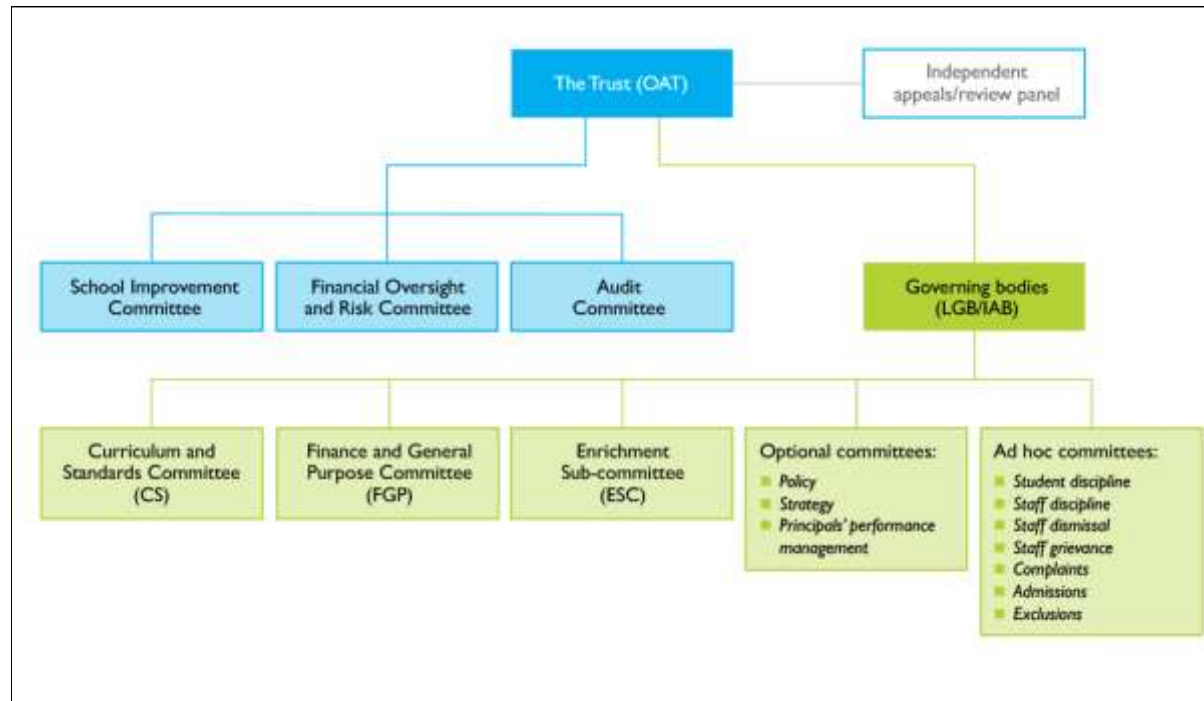 The Trust (OAT)
Independent
appeals/review panel
School Improvement
Committee
Financial Oversight
and Risk Committee
Audit
Committee
Governing bodies
(LGB/IAB)
Curriculum and
Standards Committee
(CS)
Finance and General
Purpose Committee
(FGP)
Enrichment
Sub-committee
(ESC)
Optional committees:
Policy
Strategy
Principals' performance
management
Ad hoc committees:
Student discipline
Staff discipline
Staff dismissal
Staff grievance
Complaints
Admissions
Exclusions